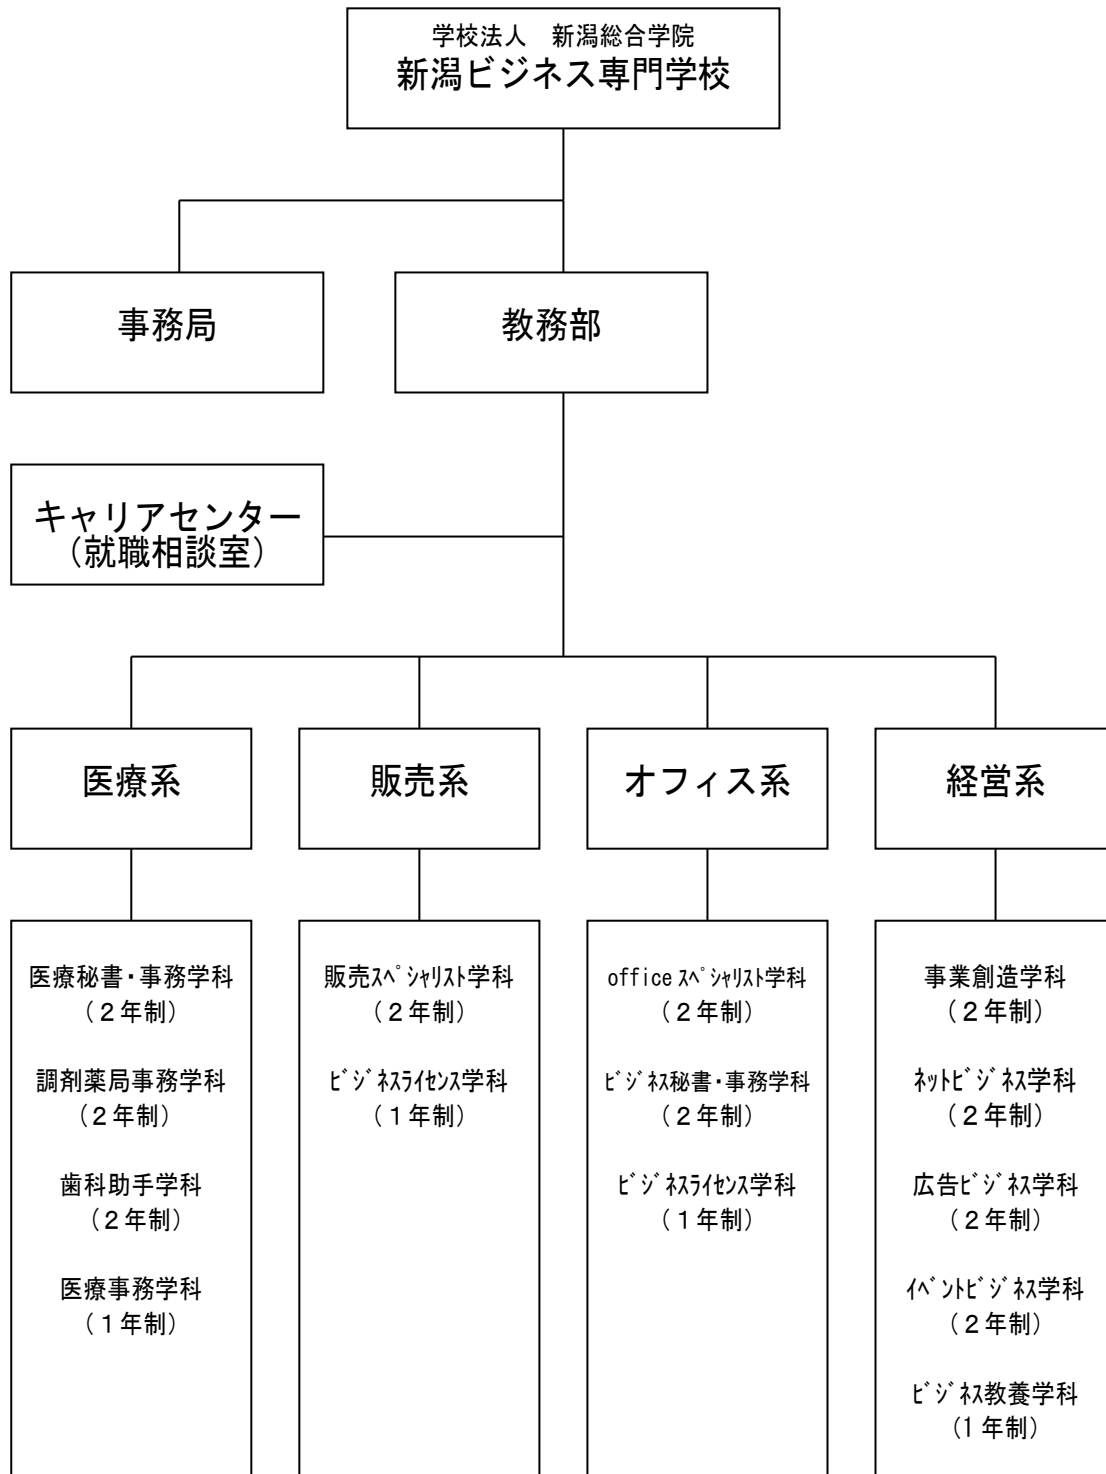 学校法人　新潟総合学院
新潟ビジネス専門学校
事務局
教務部
キャリアセンター
（就職相談室）
医療系
販売系
オフィス系
経営系
医療秘書・事務学科
（２年制）
調剤薬局事務学科
（２年制）
歯科助手学科
（２年制）
医療事務学科
（１年制）
販売ｽﾍﾟｼｬﾘｽﾄ学科
（２年制）
ﾋﾞｼﾞﾈｽﾗｲｾﾝｽ学科
（１年制）
office ｽﾍﾟｼｬﾘｽﾄ学科
（２年制）
ﾋﾞｼﾞﾈｽ秘書・事務学科
（２年制）
ﾋﾞｼﾞﾈｽﾗｲｾﾝｽ学科
（１年制）
事業創造学科
（２年制）
ﾈｯﾄﾋﾞｼﾞﾈｽ学科
（２年制）
広告ﾋﾞｼﾞﾈｽ学科
（２年制）
ｲﾍﾞﾝﾄﾋﾞｼﾞﾈｽ学科
（２年制）
ﾋﾞｼﾞﾈｽ教養学科
（１年制）